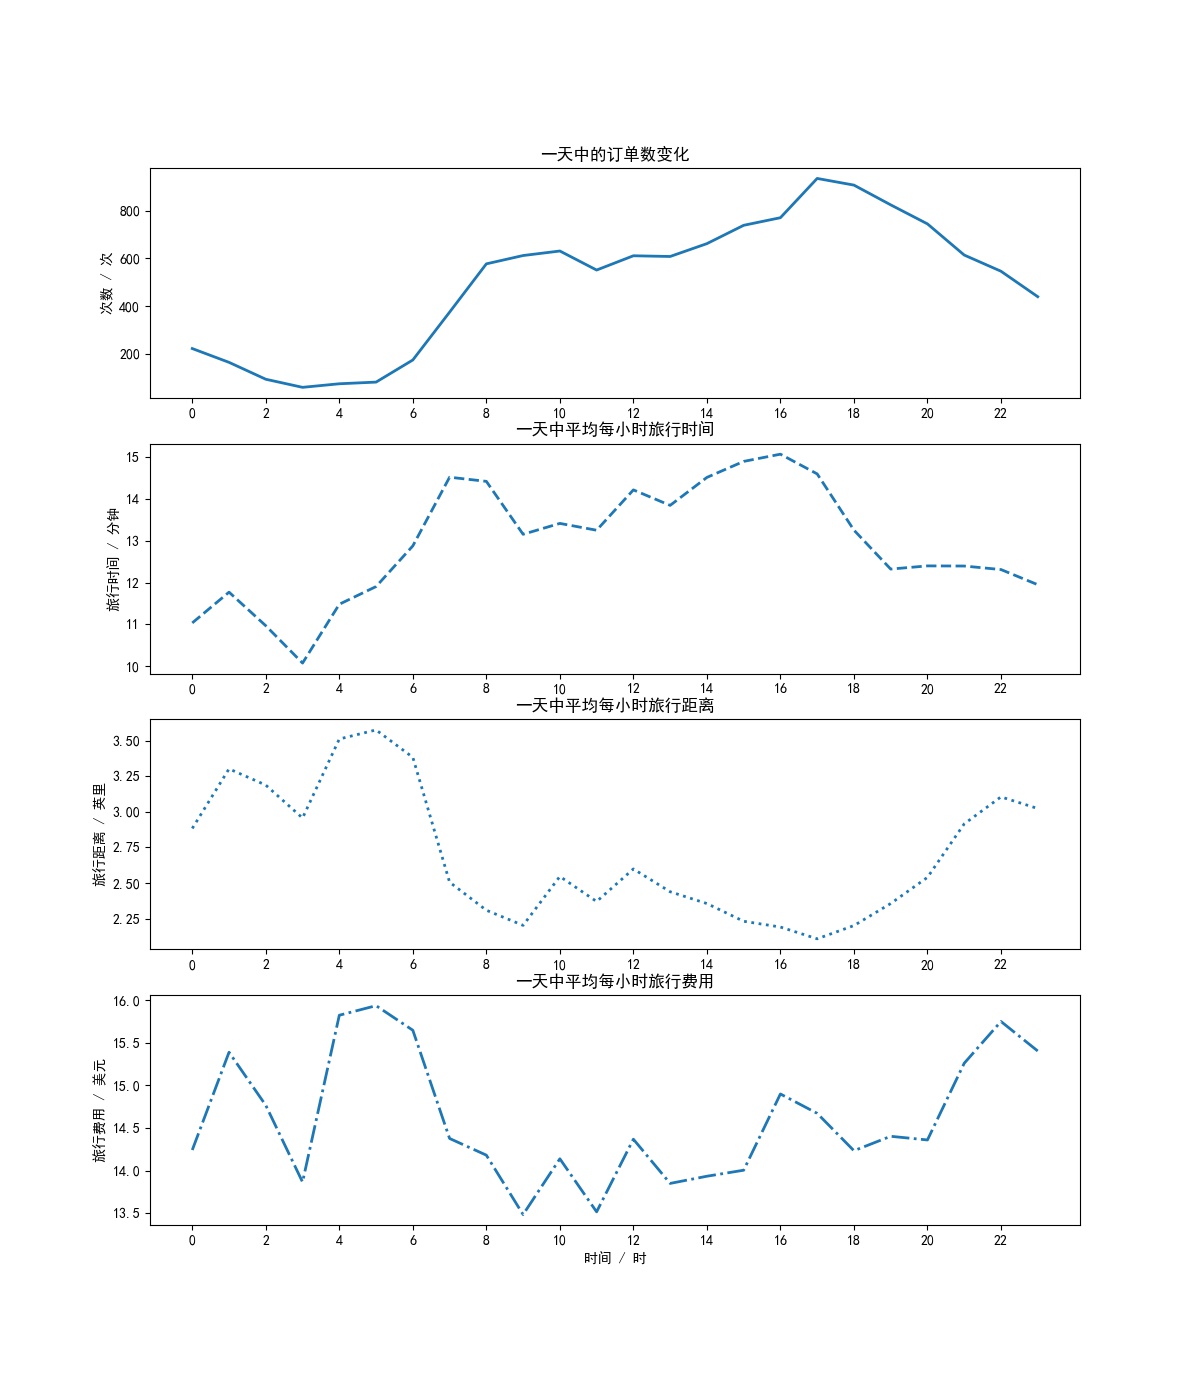 一天中的订单数变化
次数 / 次
800
600
400
200
0 2 4 6 8 10 12 14 16 18 20 22
一天中平均每小时旅行时间
旅行时间 / 分钟
15
14
13
12
11
10
0 2 4 6 8 10 12 14 16 18 20 22
一天中平均每小时旅行距离
旅行距离 / 英里
3.50
3.25
3.00
2.75
2.50
2.25
0 2 4 6 8 10 12 14 16 18 20 22
一天中平均每小时旅行费用
旅行费用 / 美元
16.0
15.5
15.0
14.5
14.0
13.5
0 2 4 6 8 10 12 14 16 18 20 22
时间 / 时